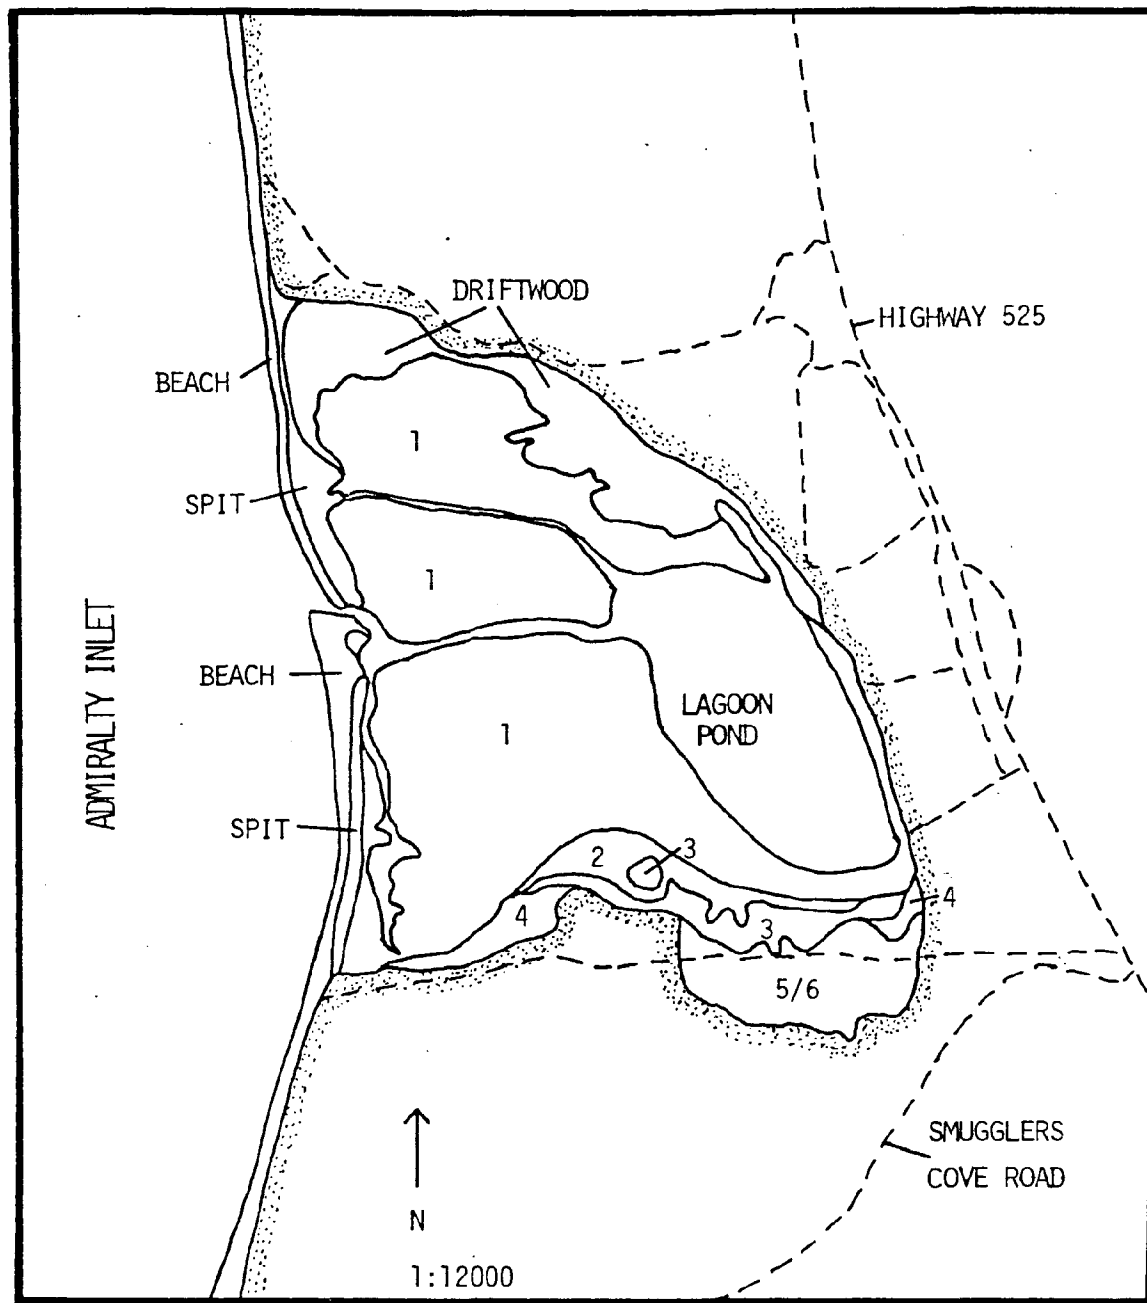 DRIFTWOOD
HIGHWAY 525
BEACH
1
SPIT
1
ADMIRALTY INLET
BEACH
LAGOON
POND
1
SPIT
2
3
4
4
3
5/6
SMUGGLERS
COVE ROAD
N
1:12000